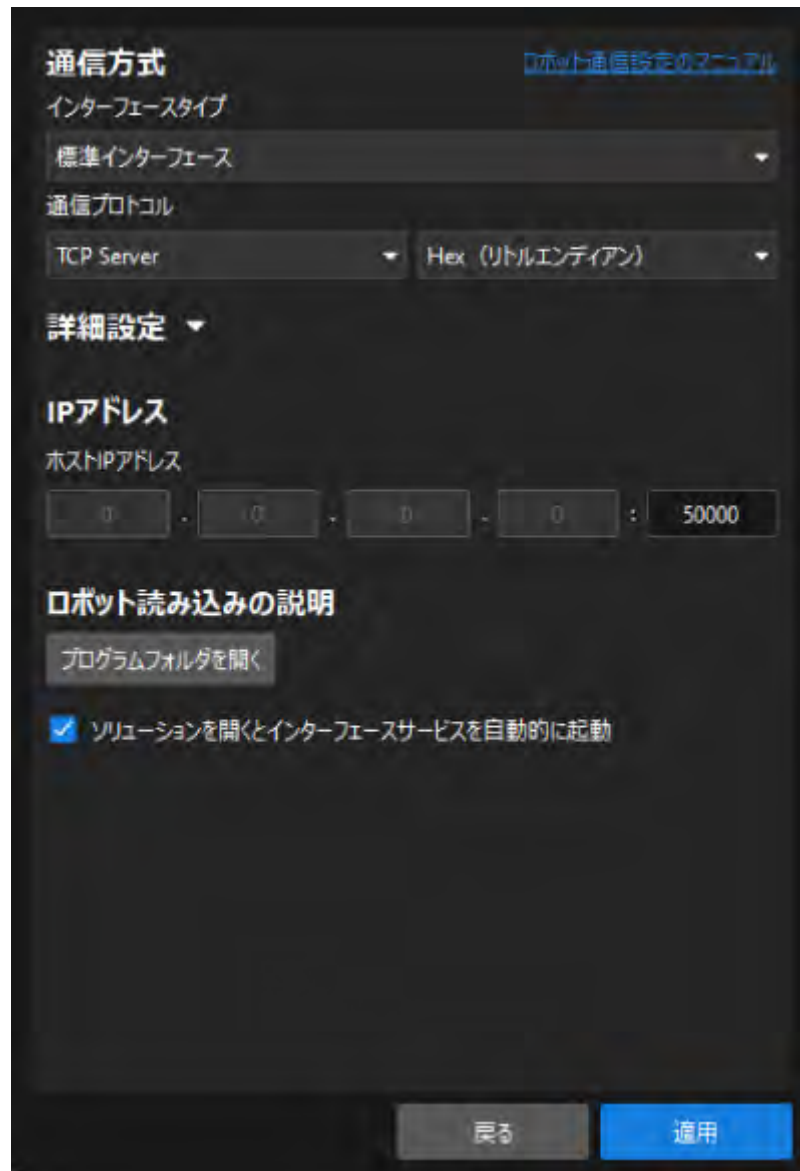 通信方式
ロボット通信設定のマニュアル
インターフェースタイプ
標準インターフェース
通信プロトコル
TCP Server
Hex（リトルエンディアン）
詳細設定
IPアドレス
ホストIPアドレス
0 . 0 . 0 . 0 : 50000
ロボット読み込みの説明
プログラムフォルダを開く
ソリューションを開くとインターフェースサービスを自動的に起動
戻る
適用